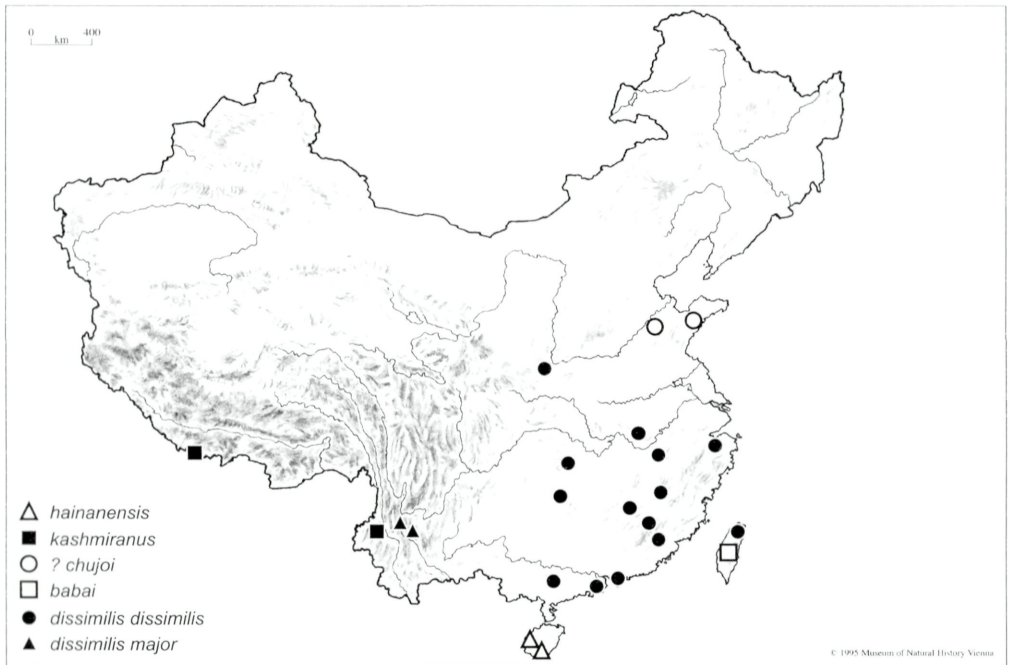 0 400
km
hainanensis
kashmiranus
? chujoi
babai
dissimilis dissimilis
dissimilis major
© 1995 Museum of Natural History Vienna